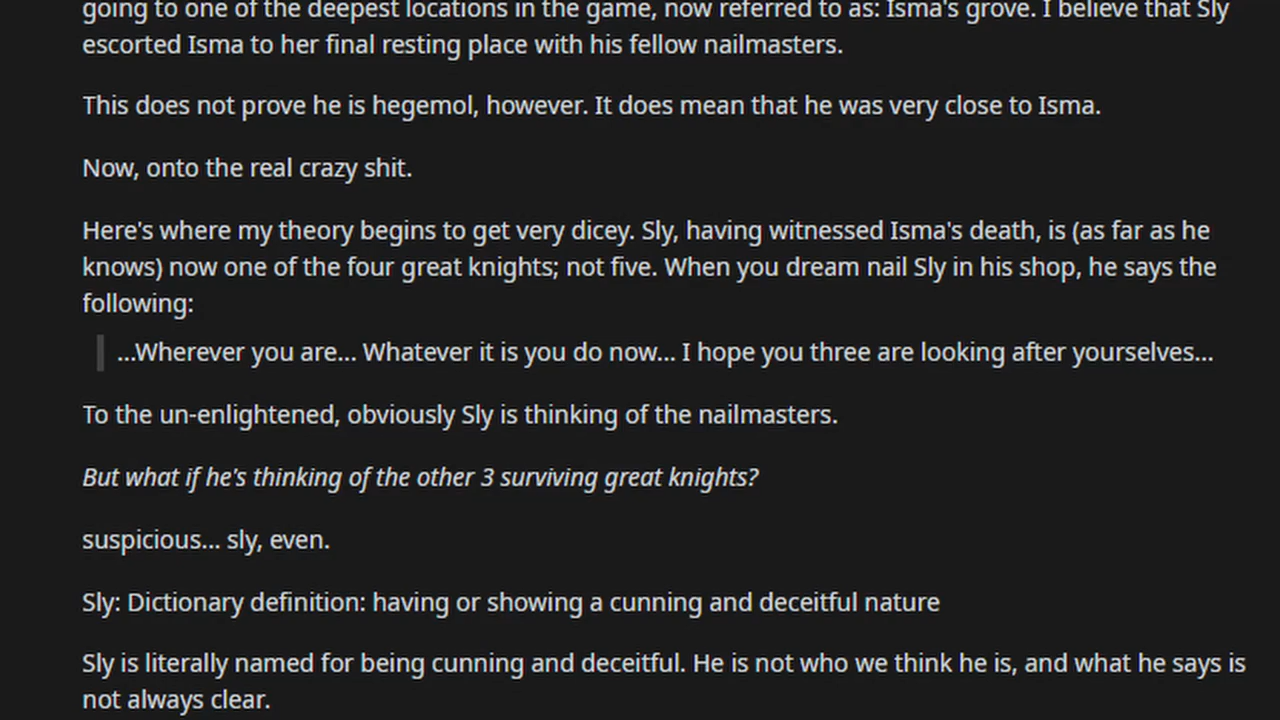 going to one of the deepest locations in the game, now referred to as: Isma's grove. I believe that Sly
escorted Isma to her final resting place with his fellow nailmasters.
This does not prove he is hegemol, however. It does mean that he was very close to Isma.
Now, onto the real crazy shit.
Here's where my theory begins to get very dicey. Sly, having witnessed Isma's death, is (as far as he
knows) now one of the four great knights; not five. When you dream nail Sly in his shop, he says the
following:
...Wherever you are... Whatever it is you do now... I hope you three are looking after yourselves...
To the un-enlightened, obviously Sly is thinking of the nailmasters.
But what if he's thinking of the other 3 surviving great knights?
suspicious... sly, even.
Sly: Dictionary definition: having or showing a cunning and deceitful nature
Sly is literally named for being cunning and deceitful. He is not who we think he is, and what he says is
not always clear.